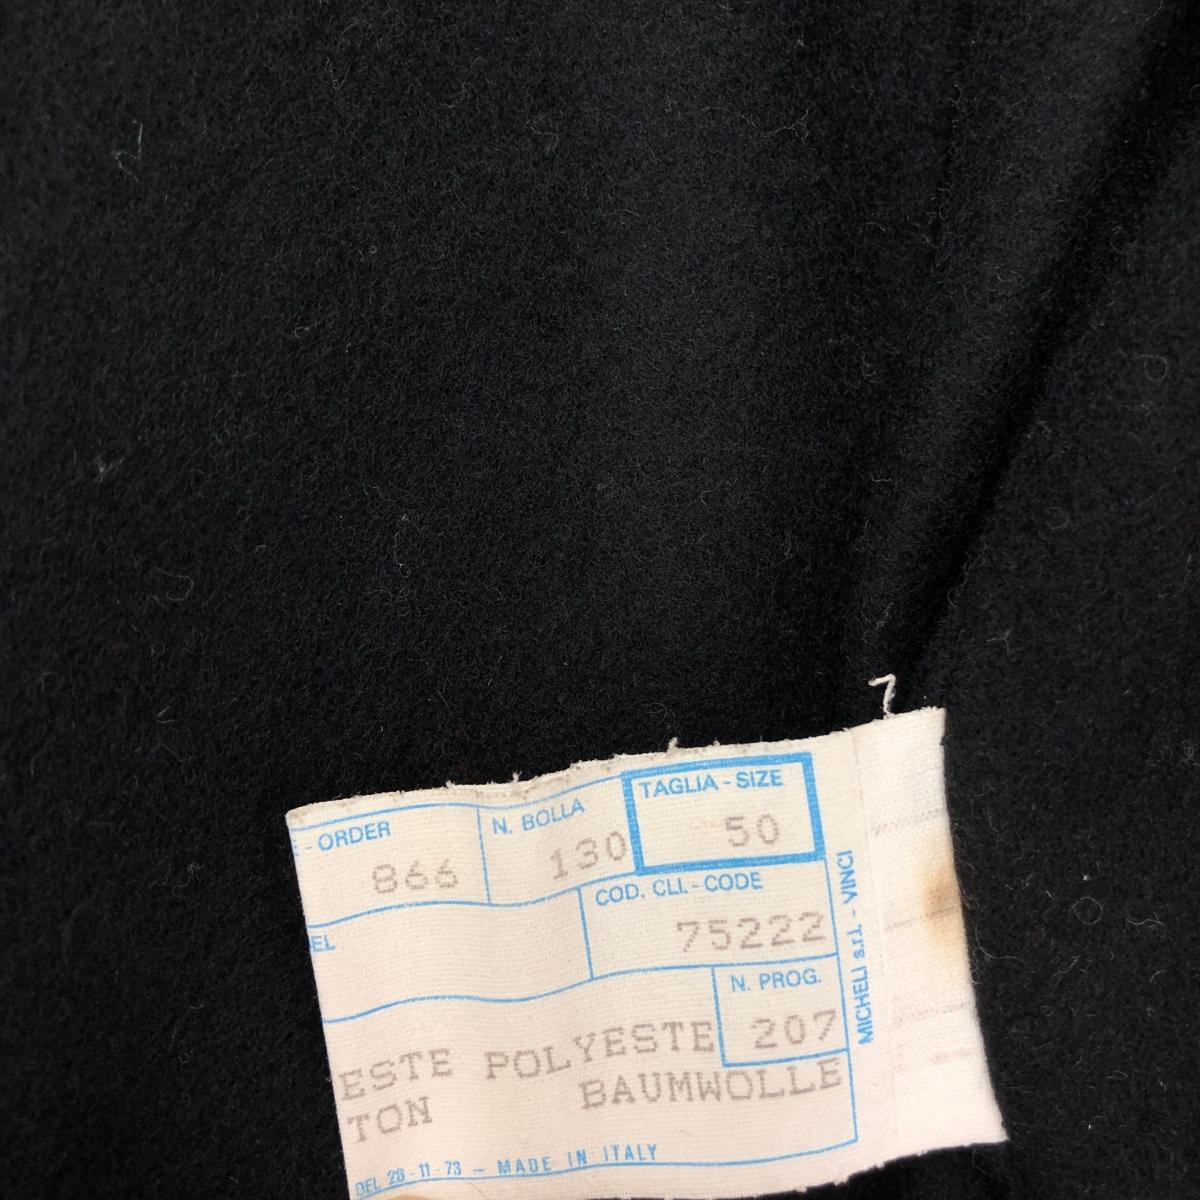 - ORDER N. BOLLA TAGLIA - SIZE
866 130 50
COD. CLI. - CODE
EL 75222
N. PROG.
207
ESTE POLYESTE
TON BAUMWOLLE
DEL 28-11-73 - MADE IN ITALY
MICHELI s.r.l. - VINCI